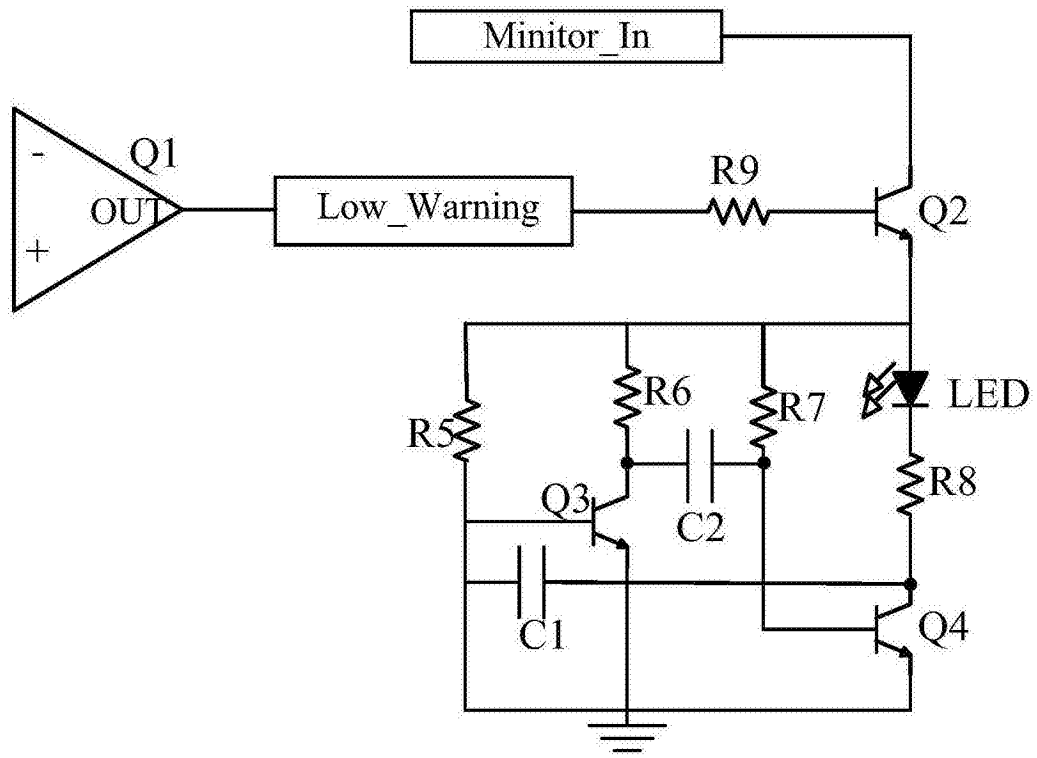 Minitor_In
Q1
-
OUT
+
Low_Warning
R9
Q2
R5
R6
R7
LED
R8
Q3
C2
C1
Q4